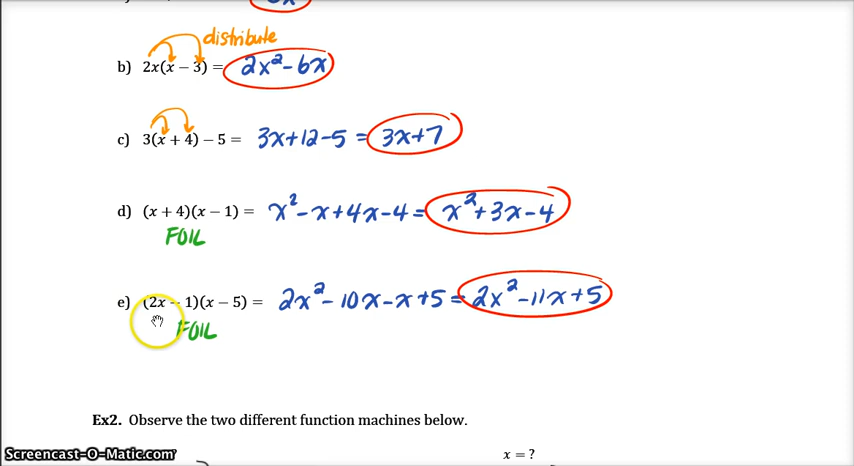 distribute
b) 2x(x – 3) = 2x² – 6x
c) 3(x + 4) – 5 = 3x+12-5 = 3x+7
d) (x + 4)(x – 1) = x² - x + 4x - 4 = x² + 3x - 4
FOIL
e) (2x – 1)(x – 5) = 2x² - 10x - x + 5 = 2x² - 11x + 5
FOIL
Ex2. Observe the two different function machines below.
x = ?
Screencast-O-Matic.com